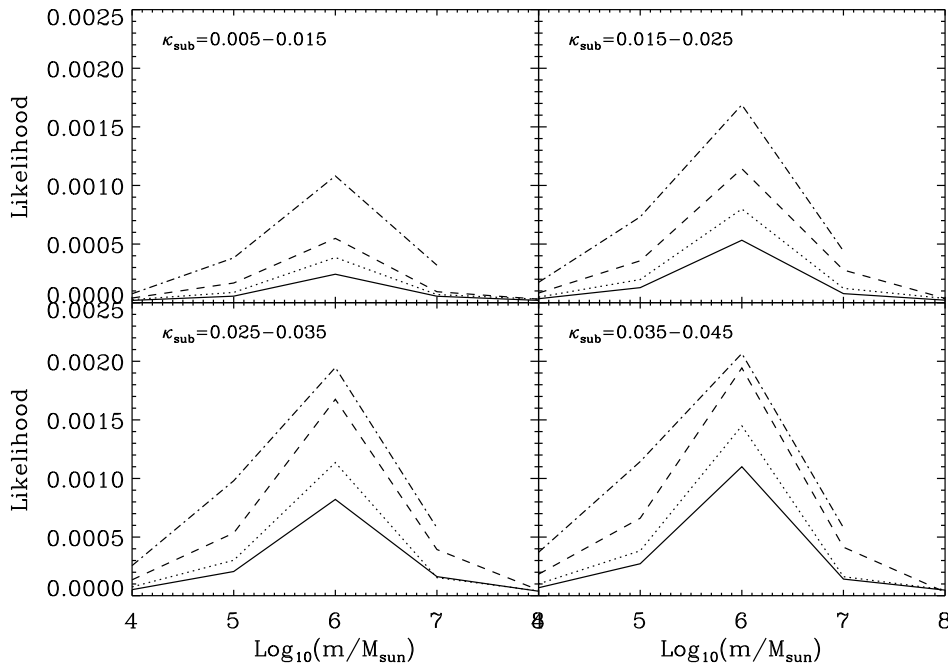 0.0025
0.0020
0.0015
0.0010
0.0005
0.0000
Likelihood
κsub=0.005−0.015
κsub=0.015−0.025
0.0025
0.0020
0.0015
0.0010
0.0005
0.0000
Likelihood
κsub=0.025−0.035
κsub=0.035−0.045
4 5 6 7 8
4 5 6 7 8
Log10(m/Msun)
Log10(m/Msun)